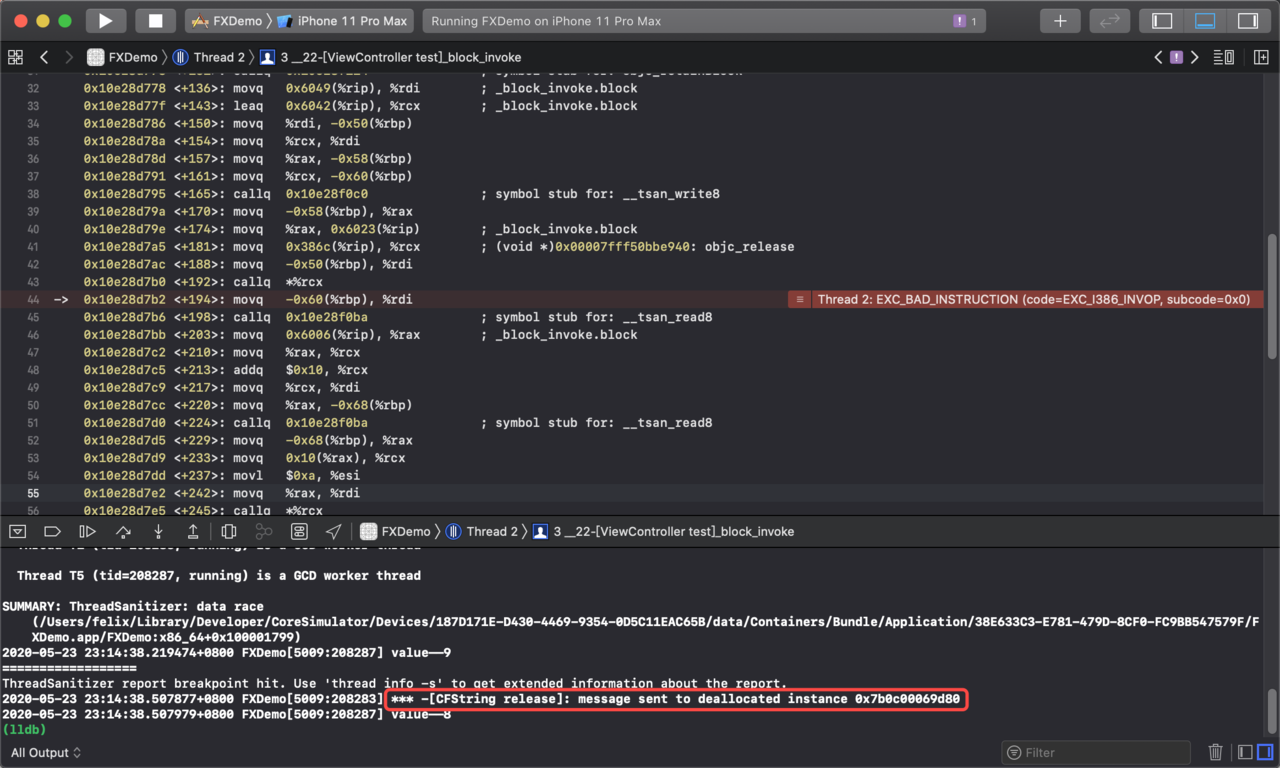 FXDemo 〉 iPhone 11 Pro Max
Running FXDemo on iPhone 11 Pro Max
! 1
FXDemo 〉 Thread 2 〉 3 __22-[ViewController test]_block_invoke
32 0x10e28d778 <+136>: movq 0x6049(%rip), %rdi ; _block_invoke.block
33 0x10e28d77f <+143>: leaq 0x6042(%rip), %rcx ; _block_invoke.block
34 0x10e28d786 <+150>: movq %rdi, -0x50(%rbp)
35 0x10e28d78a <+154>: movq %rcx, %rdi
36 0x10e28d78d <+157>: movq %rax, -0x58(%rbp)
37 0x10e28d791 <+161>: movq %rcx, -0x60(%rbp)
38 0x10e28d795 <+165>: callq 0x10e28f0c0 ; symbol stub for: __tsan_write8
39 0x10e28d79a <+170>: movq -0x58(%rbp), %rax
40 0x10e28d79e <+174>: movq %rax, 0x6023(%rip) ; _block_invoke.block
41 0x10e28d7a5 <+181>: movq 0x386c(%rip), %rcx ; (void *)0x00007fff50bbe940: objc_release
42 0x10e28d7ac <+188>: movq -0x50(%rbp), %rdi
43 0x10e28d7b0 <+192>: callq *%rcx
44 -> 0x10e28d7b2 <+194>: movq -0x60(%rbp), %rdi = Thread 2: EXC_BAD_INSTRUCTION (code=EXC_I386_INVOP, subcode=0x0)
45 0x10e28d7b6 <+198>: callq 0x10e28f0ba ; symbol stub for: __tsan_read8
46 0x10e28d7bb <+203>: movq 0x6006(%rip), %rax ; _block_invoke.block
47 0x10e28d7c2 <+210>: movq %rax, %rcx
48 0x10e28d7c5 <+213>: addq $0x10, %rcx
49 0x10e28d7c9 <+217>: movq %rcx, %rdi
50 0x10e28d7cc <+220>: movq %rax, -0x68(%rbp)
51 0x10e28d7d0 <+224>: callq 0x10e28f0ba ; symbol stub for: __tsan_read8
52 0x10e28d7d5 <+229>: movq -0x68(%rbp), %rax
53 0x10e28d7d9 <+233>: movq 0x10(%rax), %rcx
54 0x10e28d7dd <+237>: movl $0xa, %esi
55 0x10e28d7e2 <+242>: movq %rax, %rdi
56 0x10e28d7e5 <+245>: callq *%rcx
FXDemo 〉 Thread 2 〉 3 __22-[ViewController test]_block_invoke
Thread T5 (tid=208287, running) is a GCD worker thread
SUMMARY: ThreadSanitizer: data race
(/Users/felix/Library/Developer/CoreSimulator/Devices/187D171E-D430-4469-9354-0D5C11EAC65B/data/Containers/Bundle/Application/38E633C3-E781-479D-8CF0-FC9BB547579F/F
XDemo.app/FXDemo:x86_64+0x100001799)
2020-05-23 23:14:38.219474+0800 FXDemo[5009:208287] value——9
==================
ThreadSanitizer report breakpoint hit. Use 'thread info -s' to get extended information about the report.
2020-05-23 23:14:38.507877+0800 FXDemo[5009:208283] *** -[CFString release]: message sent to deallocated instance 0x7b0c00069d80
2020-05-23 23:14:38.507979+0800 FXDemo[5009:208287] value——8
(lldb)
All Output
Filter